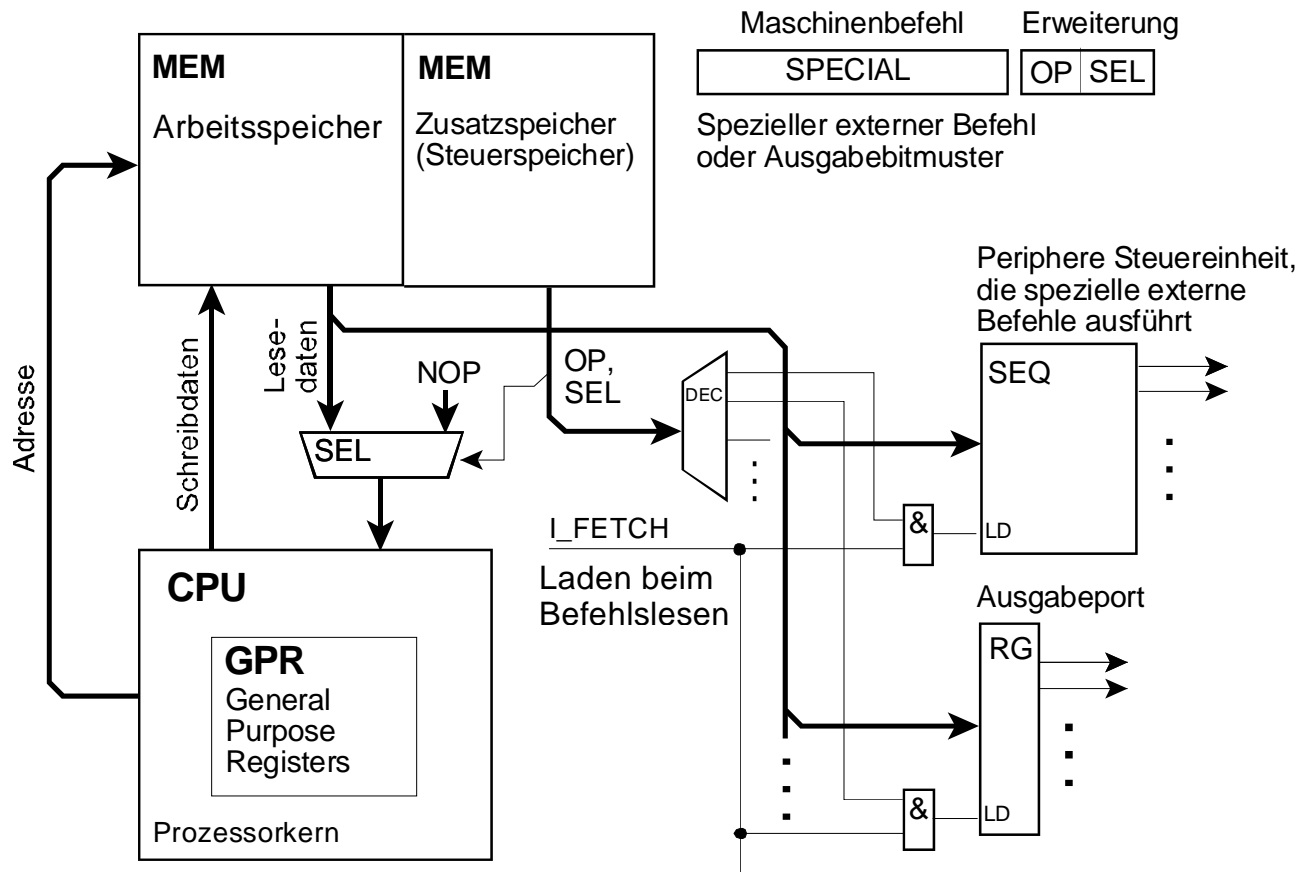 Maschinenbefehl
Erweiterung
SPECIAL
OP SEL
Spezieller externer Befehl
oder Ausgabebitmuster
MEM
Arbeitsspeicher
MEM
Zusatzspeicher
(Steuerspeicher)
Adresse
Schreibdaten
Lese-
daten
NOP
SEL
OP,
SEL
DEC
Periphere Steuereinheit,
die spezielle externe
Befehle ausführt
SEQ
LD
&
I_FETCH
Laden beim
Befehlslesen
CPU
GPR
General
Purpose
Registers
Prozessorkern
Ausgabeport
RG
LD
&